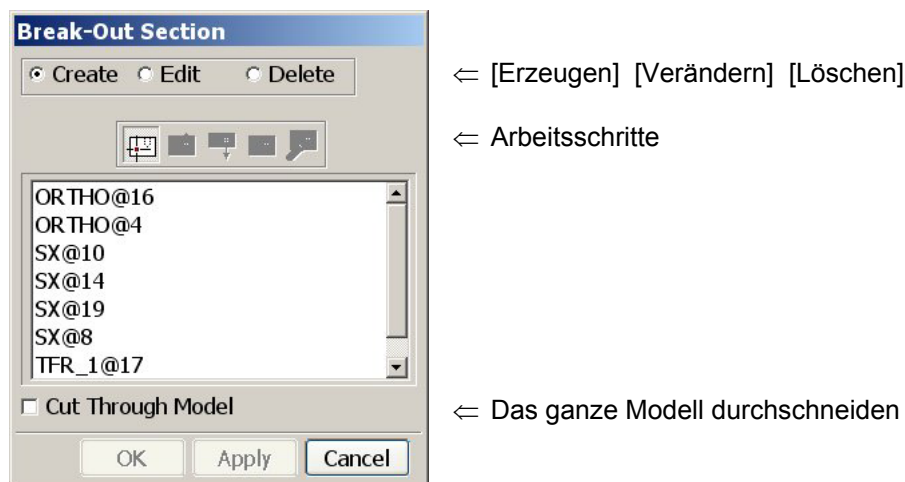 Break-Out Section
Create Edit Delete ⇐ [Erzeugen] [Verändern] [Löschen]
⇐ Arbeitsschritte
ORTHO@16
ORTHO@4
SX@10
SX@14
SX@19
SX@8
TFR_1@17
Cut Through Model ⇐ Das ganze Modell durchschneiden
OK Apply Cancel